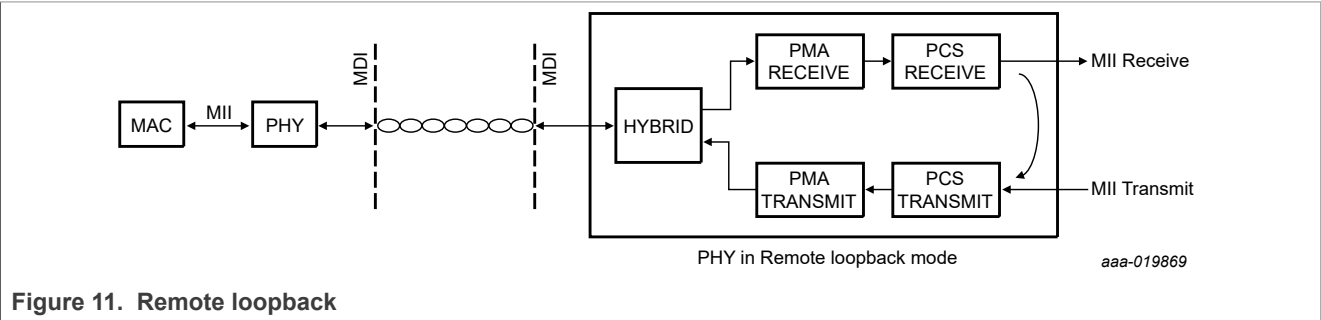 MAC
MII
PHY
MDI
MDI
HYBRID
PMA
RECEIVE
PCS
RECEIVE
MII Receive
PMA
TRANSMIT
PCS
TRANSMIT
MII Transmit
PHY in Remote loopback mode
aaa-019869
Figure 11. Remote loopback